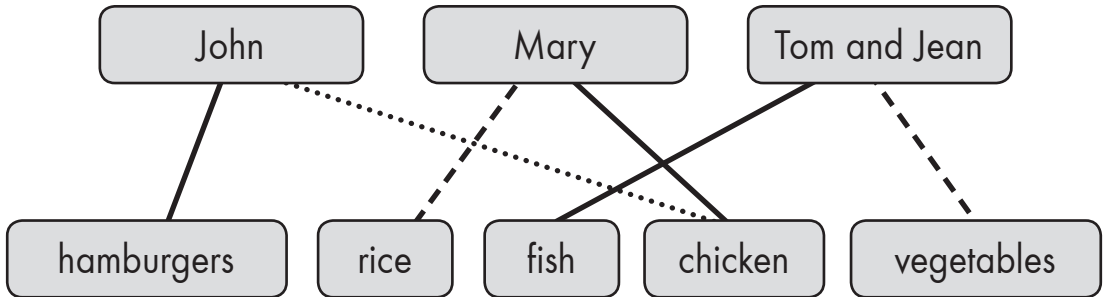 John Mary Tom and Jean
hamburgers rice fish chicken vegetables